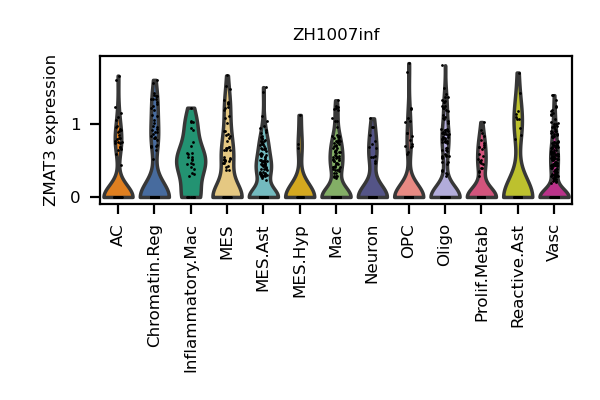 ZH1007inf
ZMAT3 expression
1
0
AC
Chromatin.Reg
Inflammatory.Mac
MES
MES.Ast
MES.Hyp
Mac
Neuron
OPC
Oligo
Prolif.Metab
Reactive.Ast
Vasc